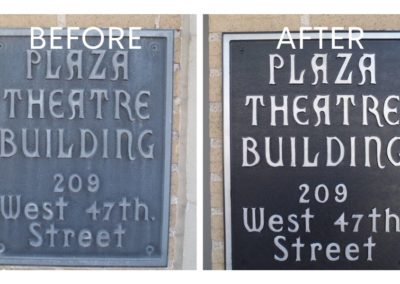 BEFORE
PLAZA
THEATRE
BUILDING
209
West 47th.
Street
AFTER
PLAZA
THEATRE
BUILDING
209
West 47th.
Street